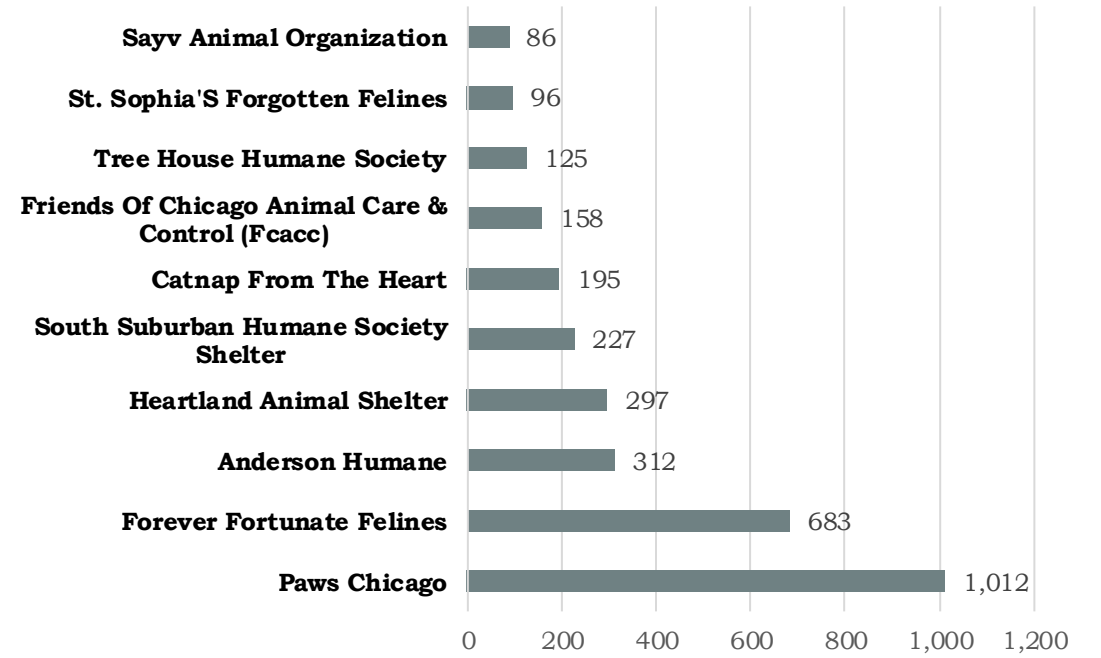 Sayv Animal Organization 86
St. Sophia'S Forgotten Felines 96
Tree House Humane Society 125
Friends Of Chicago Animal Care &
Control (Fcacc) 158
Catnap From The Heart 195
South Suburban Humane Society
Shelter 227
Heartland Animal Shelter 297
Anderson Humane 312
Forever Fortunate Felines 683
Paws Chicago 1,012
0 200 400 600 800 1,000 1,200